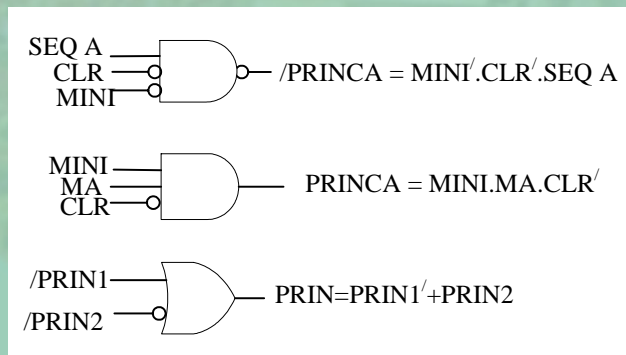 SEQ A
CLR
MINI
/PRINCA = MINI/.CLR/.SEQ A
MINI
MA
CLR
PRINCA = MINI.MA.CLR/
/PRIN1
/PRIN2
PRIN=PRIN1/+PRIN2